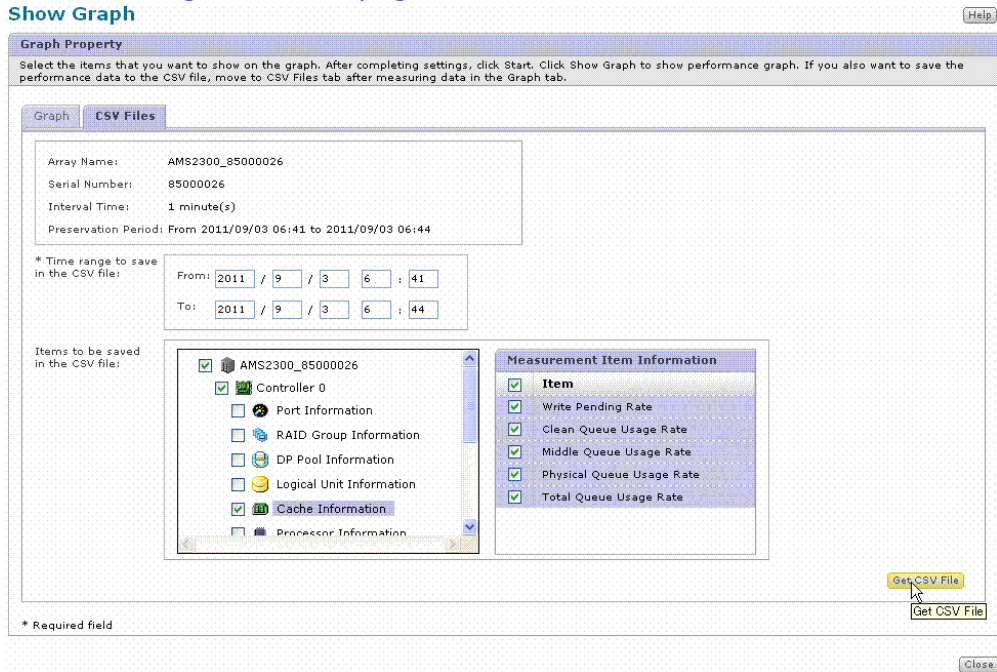 Show Graph
Help
Graph Property
Select the items that you want to show on the graph. After completing settings, click Start. Click Show Graph to show performance graph. If you also want to save the
performance data to the CSV file, move to CSV Files tab after measuring data in the Graph tab.
Graph CSV Files
Array Name: AMS2300_85000026
Serial Number: 85000026
Interval Time: 1 minute(s)
Preservation Period: From 2011/09/03 06:41 to 2011/09/03 06:44
* Time range to save
in the CSV file:
From: 2011 / 9 / 3 6 : 41
To: 2011 / 9 / 3 6 : 44
Items to be saved
in the CSV file:
AMS2300_85000026
Controller 0
Port Information
RAID Group Information
DP Pool Information
Logical Unit Information
Cache Information
Processor Information
Measurement Item Information
Item
Write Pending Rate
Clean Queue Usage Rate
Middle Queue Usage Rate
Physical Queue Usage Rate
Total Queue Usage Rate
Get CSV File
Get CSV File
* Required field
Close